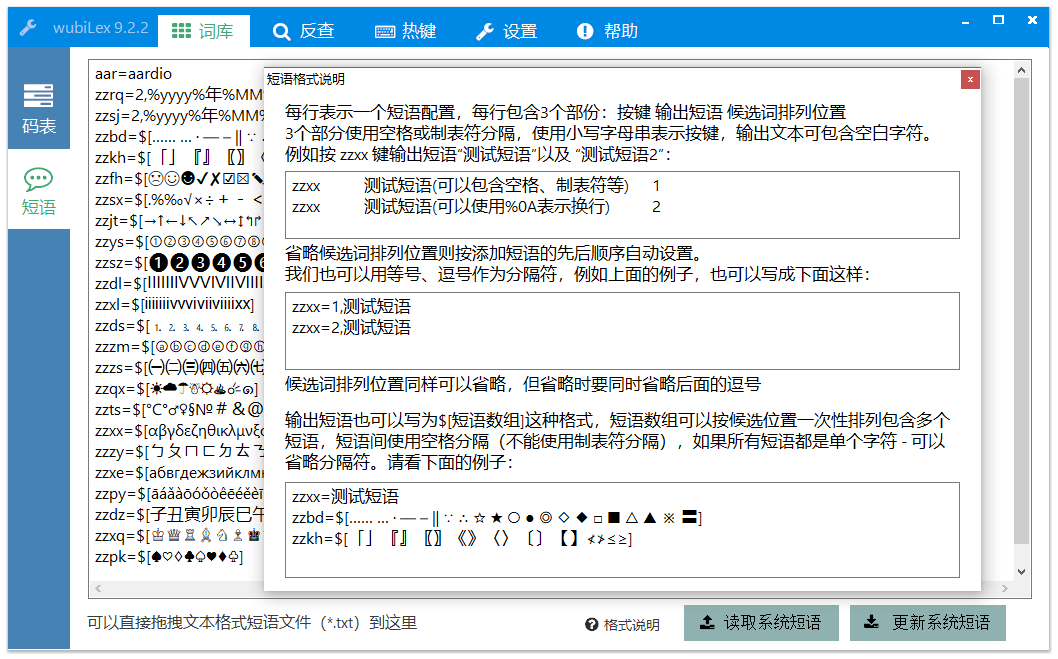 wubiLex 9.2.2
词库
反查
热键
设置
帮助
码表
短语
aar=aardio
zzrq=2,%yyyy%年%MM%
zzsj=2,%yyyy%年%MM%
zzbd=$[…… … · — – ‖ ∵ ∴
zzkh=$[「」 『』 〖〗 《
zzfh=$[☹☺☻✔✗☑☒✎
zzsx=$[.%‰√×÷﹢﹣<
zzjt=$[→↑←↓↖↗↘↔↕↰↱
zzys=$[①②③④⑤⑥⑦⑧
zzsz=$[❶❷❸❹❺❻
zzdl=$[ⅠⅡⅢⅣⅤⅥⅦⅧ
zzxl=$[ⅰⅱⅲⅳⅴⅵⅶⅷⅸⅹ]
zzds=$[⒈⒉⒊⒋⒌⒍⒎⒏
zzzm=$[ⓐⓑⓒⓓⓔⓕⓖⓗ
zzzs=$[㈠㈡㈢㈣㈤㈥㈦
zzqx=$[
zzts=$[℃°♂♀§№＃＆@
zzxx=$[αβγδεζηθικλμνξο
zzzy=$[ㄅㄆㄇㄈㄉㄊㄋ
zzxe=$[абвгдежзийклмн
zzpy=$[āáǎàōóǒòêēéěèī
zzdz=$[子丑寅卯辰巳午
zzxq=$[♔♕♖♗♘♗♚
zzpk=$[♠♡♢♣♤♥♦♧]
短语格式说明
x
每行表示一个短语配置，每行包含3个部份：按键 输出短语 候选词排列位置
3个部分使用空格或制表符分隔，使用小写字母串表示按键，输出文本可包含空白字符。
例如按 zzxx 键输出短语“测试短语”以及 “测试短语2”：
zzxx 测试短语(可以包含空格、制表符等) 1
zzxx 测试短语(可以使用%0A表示换行) 2
省略候选词排列位置则按添加短语的先后顺序自动设置。
我们也可以用等号、逗号作为分隔符，例如上面的例子，也可以写成下面这样：
zzxx=1,测试短语
zzxx=2,测试短语
候选词排列位置同样可以省略，但省略时要同时省略后面的逗号
输出短语也可以写为$[短语数组]这种格式，短语数组可以按候选位置一次性排列包含多个
短语，短语间使用空格分隔（不能使用制表符分隔）, 如果所有短语都是单个字符 - 可以
省略分隔符。请看下面的例子：
zzxx=测试短语
zzbd=$[…… … · — – ‖ ∵ ∴ ☆ ★ ○ ● ◎ ◇ ◆ □ ■ △ ▲ ※ 〓]
zzkh=$[「」 『』 〖〗 《》 〈〉 〔〕 【】≮≯≤≥]
可以直接拖拽文本格式短语文件（*.txt）到这里
格式说明
读取系统短语
更新系统短语